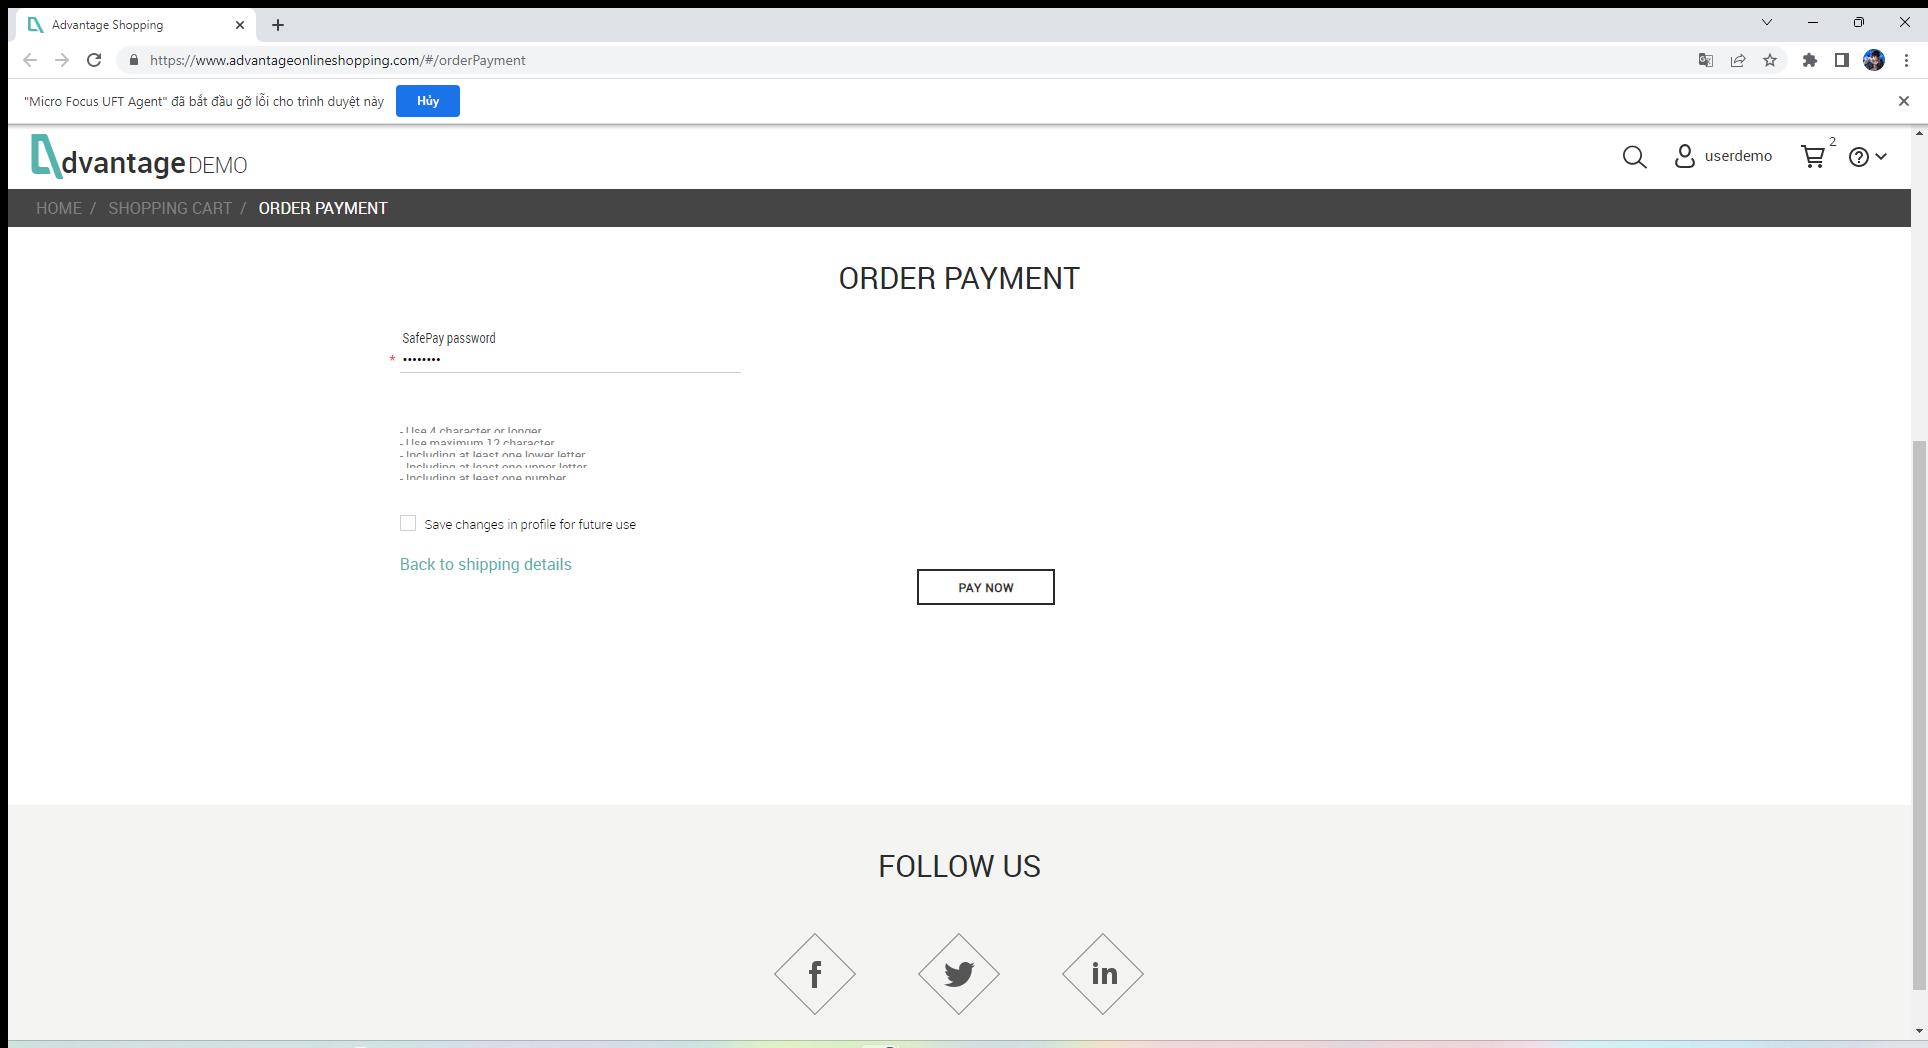 Advantage Shopping
https://www.advantageonlineshopping.com/#/orderPayment
"Micro Focus UFT Agent" đã bắt đầu gỡ lỗi cho trình duyệt này
Hủy
dvantage DEMO
userdemo
2
HOME / SHOPPING CART / ORDER PAYMENT
ORDER PAYMENT
SafePay password
*
- Use 4 character or longer
- Use maximum 12 character
- Including at least one lower letter
- Including at least one upper letter
- Including at least one number
Save changes in profile for future use
Back to shipping details
PAY NOW
FOLLOW US
f
in